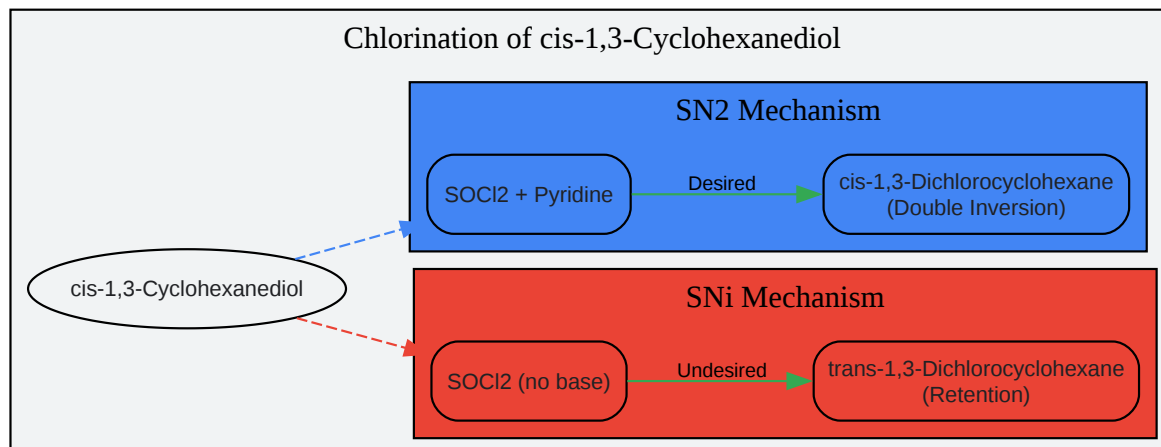 Chlorination of cis-1,3-Cyclohexanediol
SN2 Mechanism
SOCl2 + Pyridine
Desired
cis-1,3-Dichlorocyclohexane
(Double Inversion)
cis-1,3-Cyclohexanediol
SNi Mechanism
SOCl2 (no base)
Undesired
trans-1,3-Dichlorocyclohexane
(Retention)